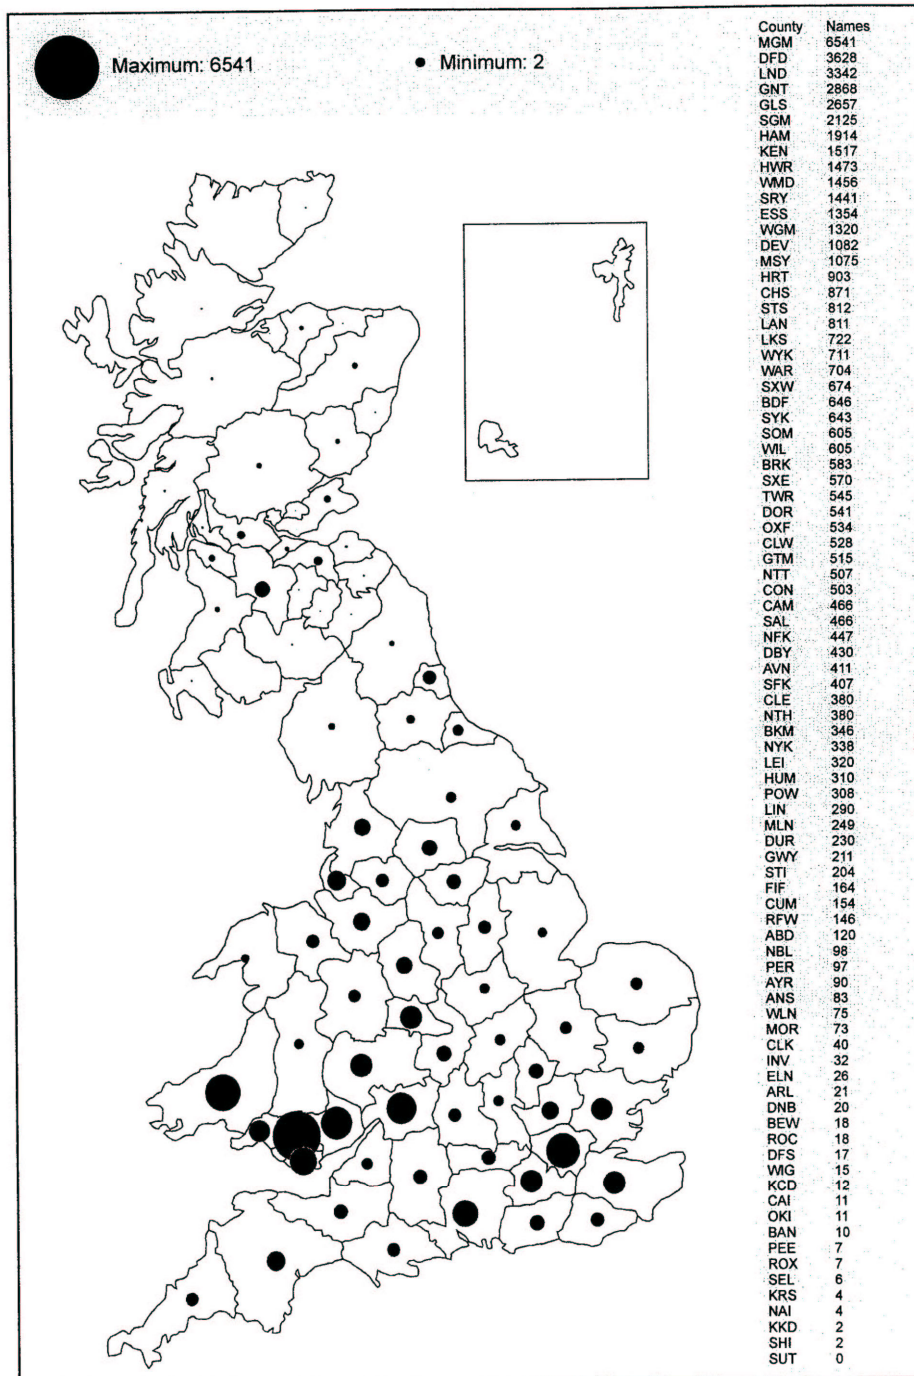 Maximum: 6541
Minimum: 2
County Names
MGM 6541
DFD 3628
LND 3342
GNT 2868
GLS 2657
SGM 2125
HAM 1914
KEN 1517
HWR 1473
WMD 1456
SRY 1441
ESS 1354
WGM 1320
DEV 1082
MSY 1075
HRT 903
CHS 871
STS 812
LAN 811
LKS 722
WYK 711
WAR 704
SXW 674
BDF 646
SYK 643
SOM 605
WIL 605
BRK 583
SXE 570
TWR 545
DOR 541
OXF 534
CLW 528
GTM 515
NTT 507
CON 503
CAM 466
SAL 466
NFK 447
DBY 430
AVN 411
SFK 407
CLE 380
NTH 380
BKM 346
NYK 338
LEI 320
HUM 310
POW 308
LIN 290
MLN 249
DUR 230
GWY 211
STI 204
FIF 164
CUM 154
RFW 146
ABD 120
NBL 98
PER 97
AYR 90
ANS 83
WLN 75
MOR 73
CLK 40
INV 32
ELN 26
ARL 21
DNB 20
BEW 18
ROC 18
DFS 17
WIG 15
KCD 12
CAI 11
OKI 11
BAN 10
PEE 7
ROX 7
SEL 6
KRS 4
NAI 4
KKD 2
SHI 2
SUT 0